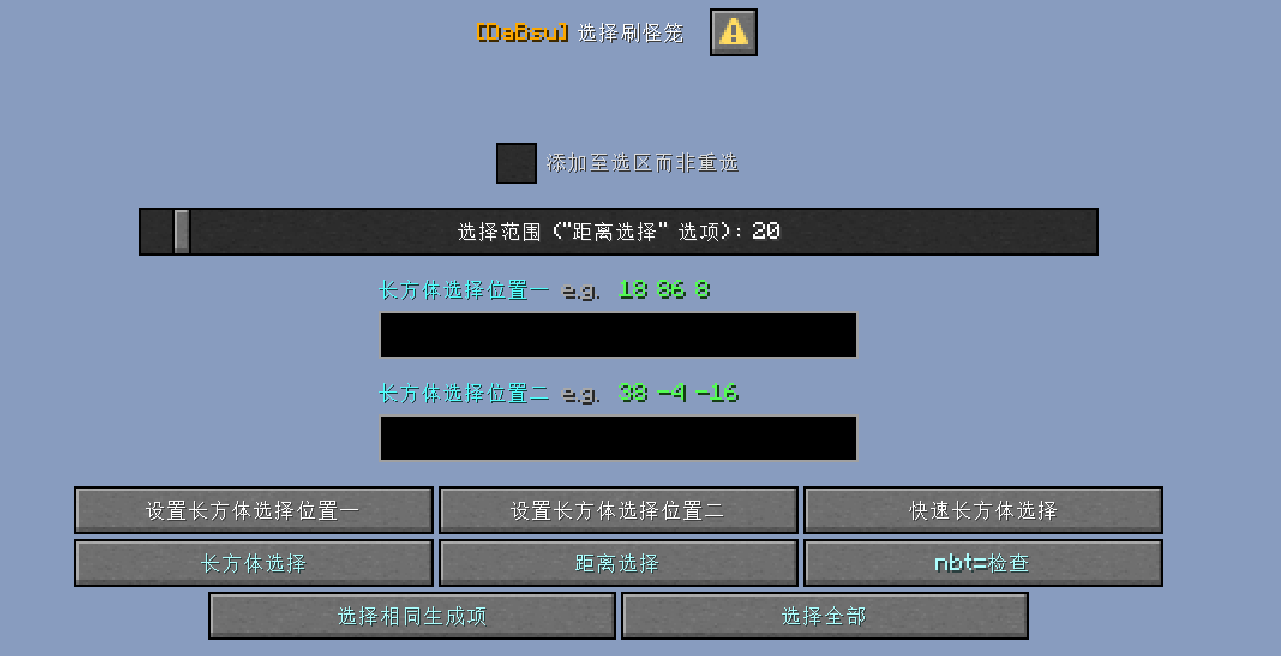 [DaBsu] 选择刷怪笼
添加至选区而非重选
选择范围 ("距离选择" 选项): 20
长方体选择位置一 e.g. 18 86 8
长方体选择位置二 e.g. 38 -4 -16
设置长方体选择位置一 设置长方体选择位置二 快速长方体选择
长方体选择 距离选择 nbt=检查
选择相同生成项 选择全部